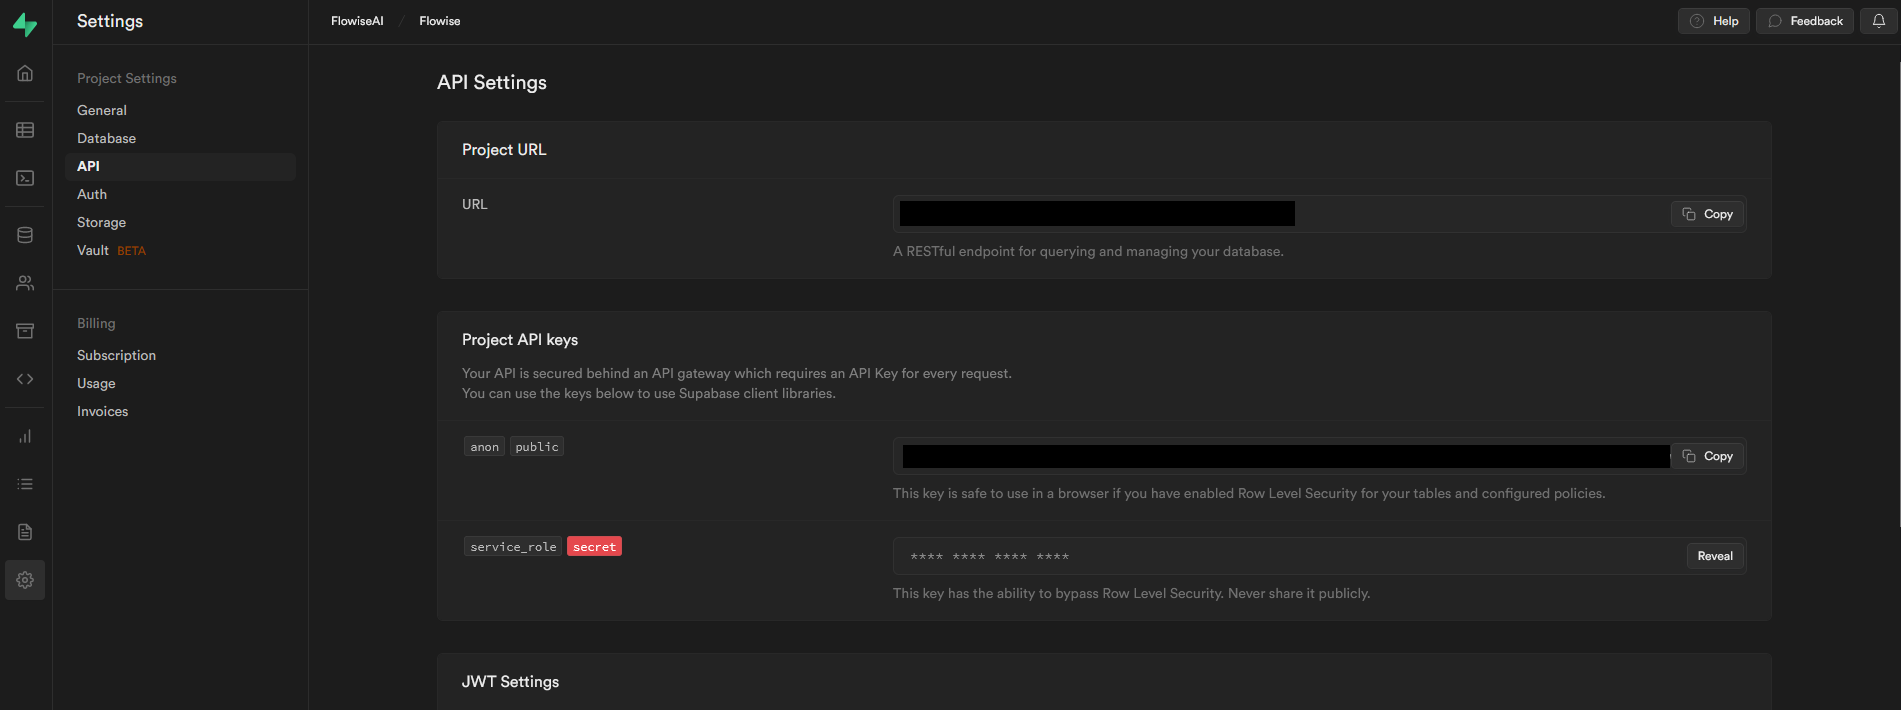 Settings
FlowiseAI / Flowise
Help
Feedback
Project Settings
General
Database
API
Auth
Storage
Vault BETA
Billing
Subscription
Usage
Invoices
API Settings
Project URL
URL
Copy
A RESTful endpoint for querying and managing your database.
Project API keys
Your API is secured behind an API gateway which requires an API Key for every request.
You can use the keys below to use Supabase client libraries.
anon public
Copy
This key is safe to use in a browser if you have enabled Row Level Security for your tables and configured policies.
service_role secret
**** **** **** ****
Reveal
This key has the ability to bypass Row Level Security. Never share it publicly.
JWT Settings